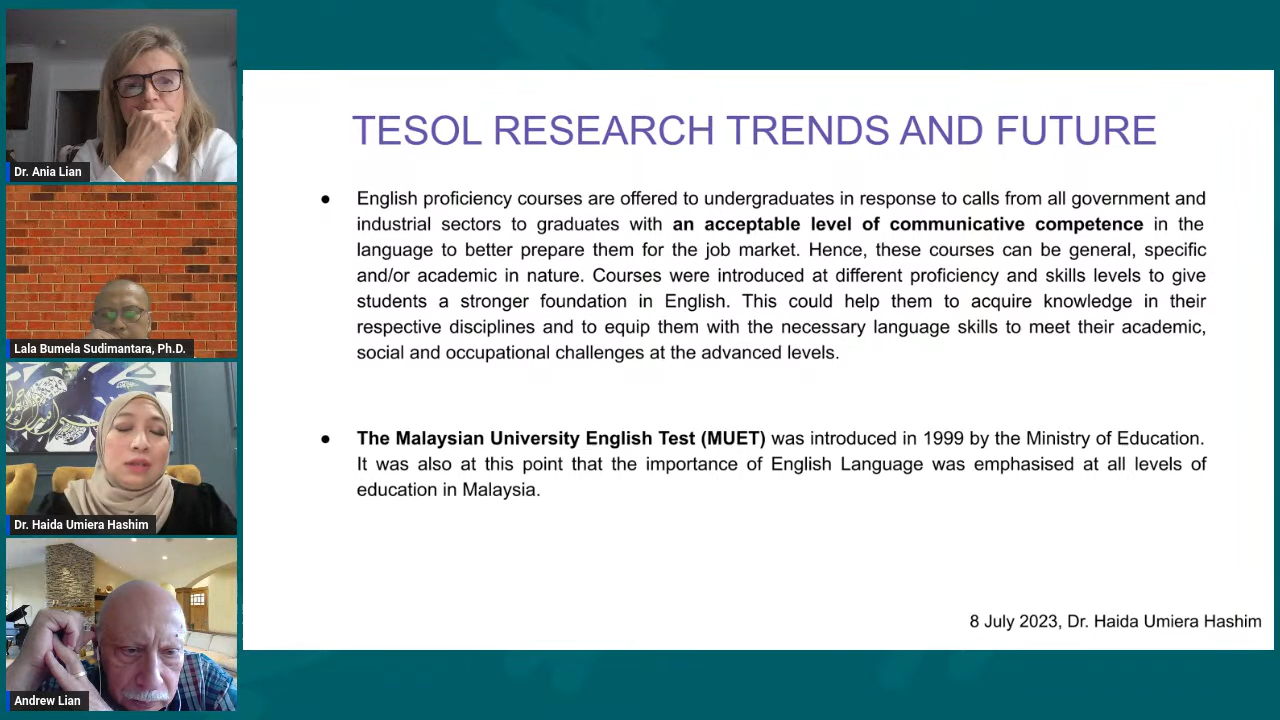 Dr. Ania Lian
Lala Bumela Sudimantara, Ph.D.
Dr. Haida Umiera Hashim
Andrew Lian
TESOL RESEARCH TRENDS AND FUTURE
● English proficiency courses are offered to undergraduates in response to calls from all government and
industrial sectors to graduates with an acceptable level of communicative competence in the
language to better prepare them for the job market. Hence, these courses can be general, specific
and/or academic in nature. Courses were introduced at different proficiency and skills levels to give
students a stronger foundation in English. This could help them to acquire knowledge in their
respective disciplines and to equip them with the necessary language skills to meet their academic,
social and occupational challenges at the advanced levels.
● The Malaysian University English Test (MUET) was introduced in 1999 by the Ministry of Education.
It was also at this point that the importance of English Language was emphasised at all levels of
education in Malaysia.
8 July 2023, Dr. Haida Umiera Hashim